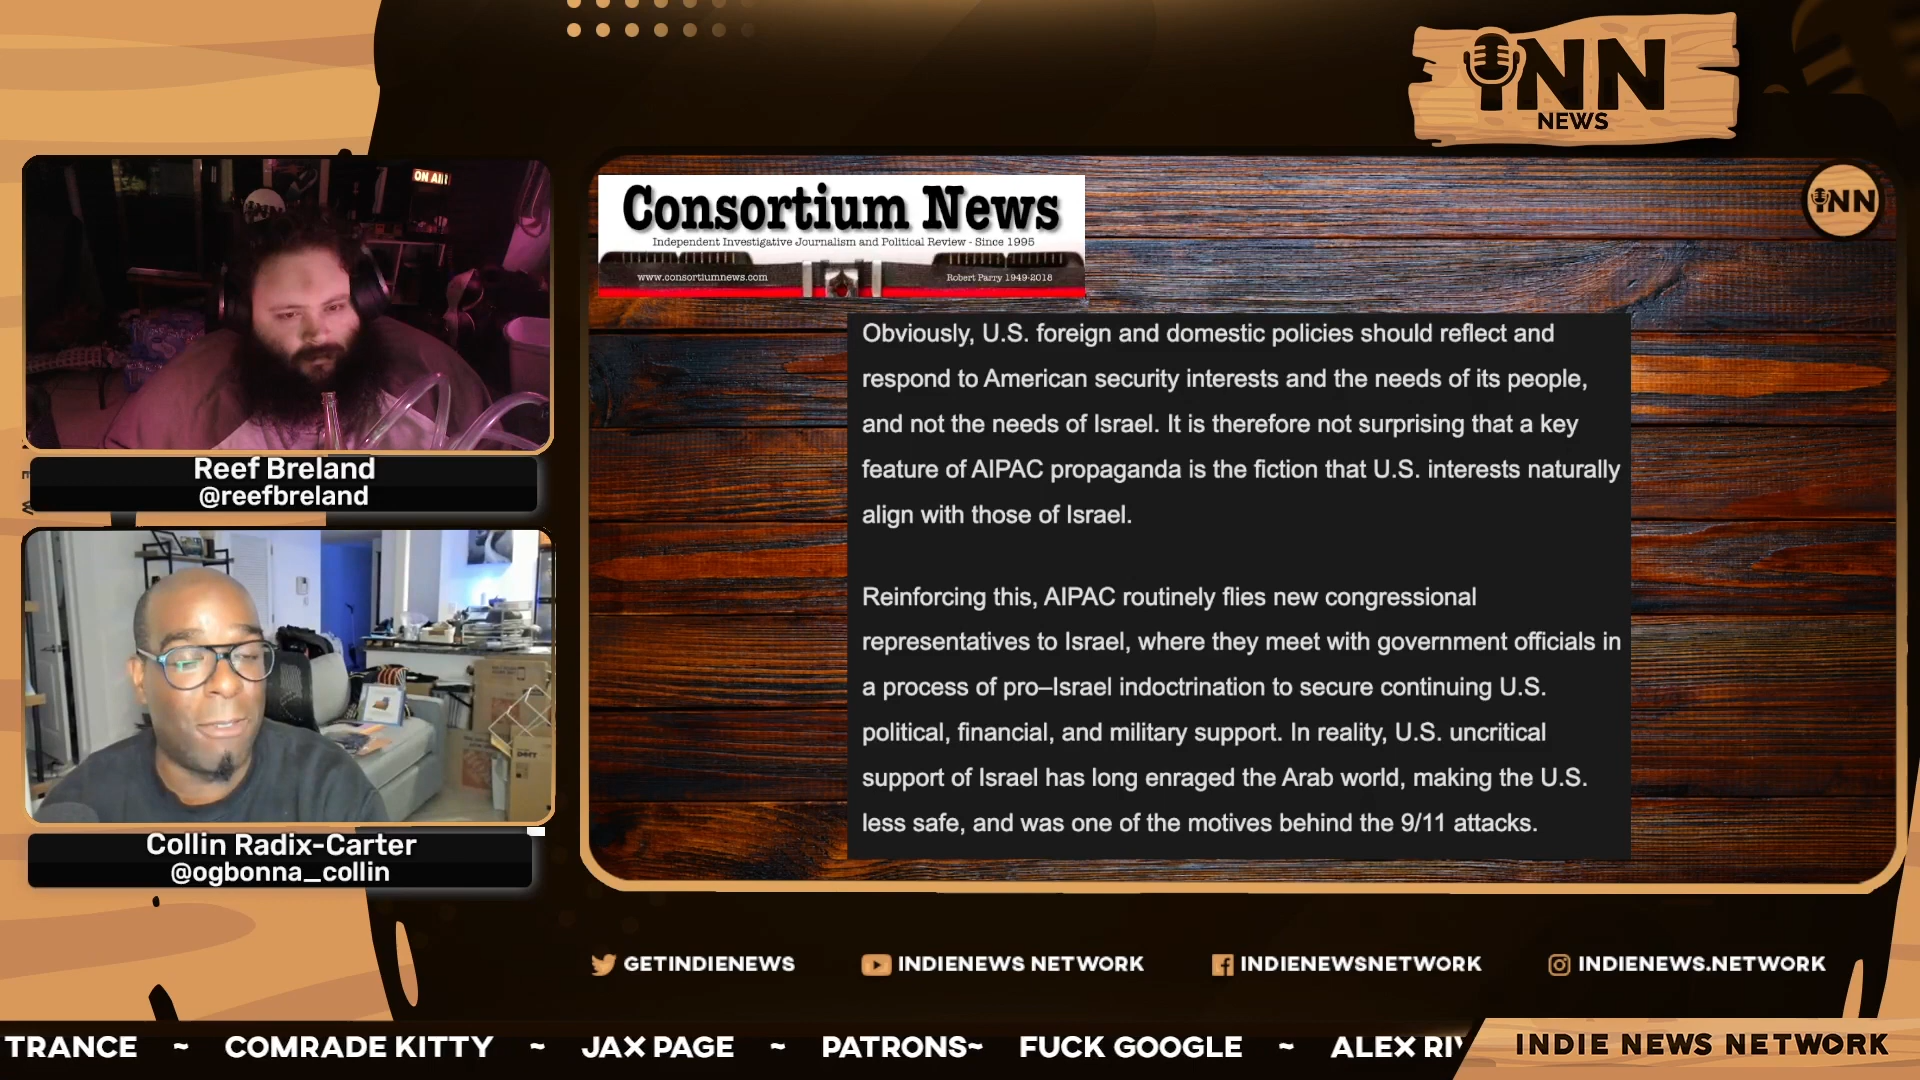 iNN
NEWS
ON AIR
Reef Breland
@reefbreland
Collin Radix-Carter
@ogbonna_collin
Consortium News
Independent Investigative Journalism and Political Review - Since 1995
www.consortiumnews.com
Robert Parry 1949-2018
iNN
Obviously, U.S. foreign and domestic policies should reflect and
respond to American security interests and the needs of its people,
and not the needs of Israel. It is therefore not surprising that a key
feature of AIPAC propaganda is the fiction that U.S. interests naturally
align with those of Israel.
Reinforcing this, AIPAC routinely flies new congressional
representatives to Israel, where they meet with government officials in
a process of pro–Israel indoctrination to secure continuing U.S.
political, financial, and military support. In reality, U.S. uncritical
support of Israel has long enraged the Arab world, making the U.S.
less safe, and was one of the motives behind the 9/11 attacks.
GETINDIENEWS
INDIENEWS NETWORK
INDIENEWSNETWORK
INDIENEWS.NETWORK
TRANCE ~ COMRADE KITTY ~ JAX PAGE ~ PATRONS~ FUCK GOOGLE ~ ALEX RI
INDIE NEWS NETWORK